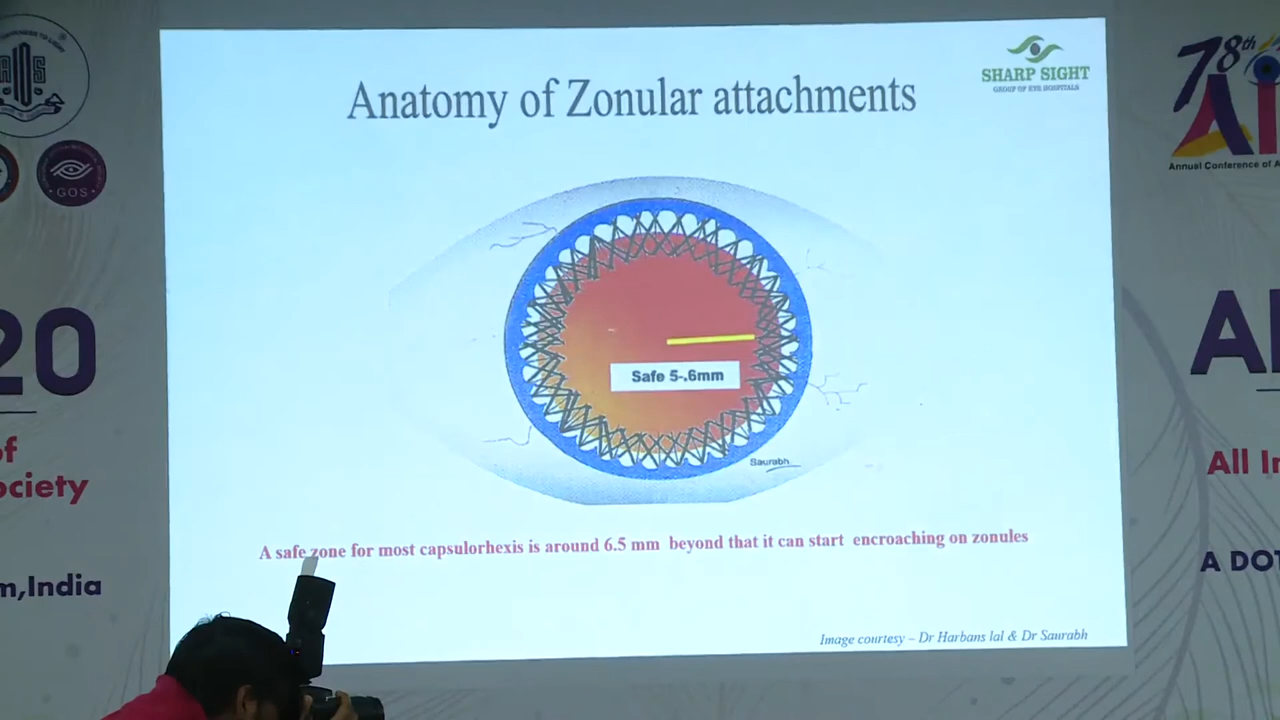 Anatomy of Zonular attachments
SHARP SIGHT
GROUP OF EYE HOSPITALS
Safe 5-.6mm
Saurabh
A safe zone for most capsulorhexis is around 6.5 mm beyond that it can start encroaching on zonules
Image courtesy – Dr Harbans lal & Dr Saurabh
GOS
20
of
ociety
m,India
78th
AI
Annual Conference of A
A
All In
A DOT